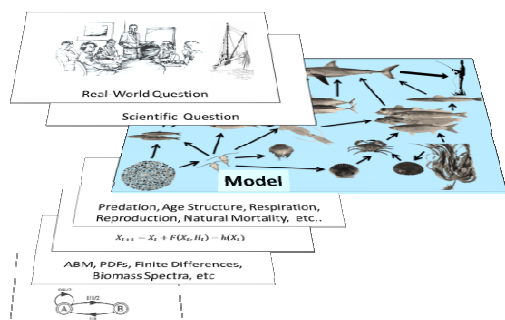 Real-World Question
Scientific Question
Model
Predation, Age Structure, Respiration,
Reproduction, Natural Mortality, etc..
ABM, PDFs, Finite Differences,
Biomass Spectra, etc
A
B